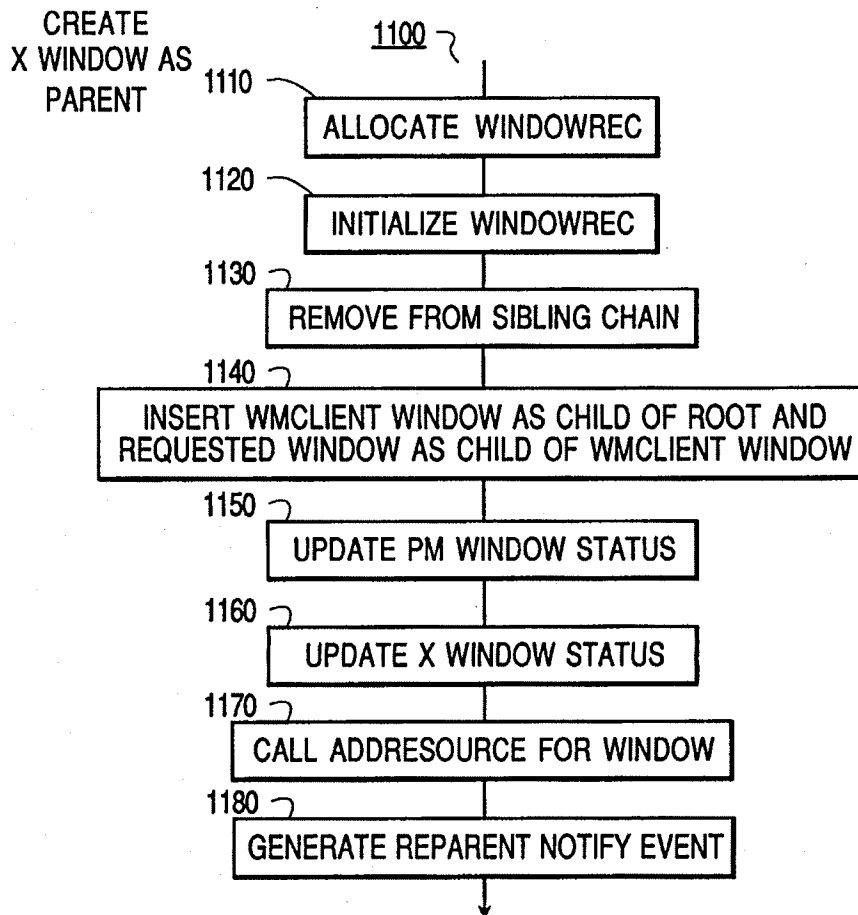 CREATE
X WINDOW AS
PARENT
1100
1110
ALLOCATE WINDOWREC
1120
INITIALIZE WINDOWREC
1130
REMOVE FROM SIBLING CHAIN
1140
INSERT WMCLIENT WINDOW AS CHILD OF ROOT AND
REQUESTED WINDOW AS CHILD OF WMCLIENT WINDOW
1150
UPDATE PM WINDOW STATUS
1160
UPDATE X WINDOW STATUS
1170
CALL ADDRESOURCE FOR WINDOW
1180
GENERATE REPARENT NOTIFY EVENT